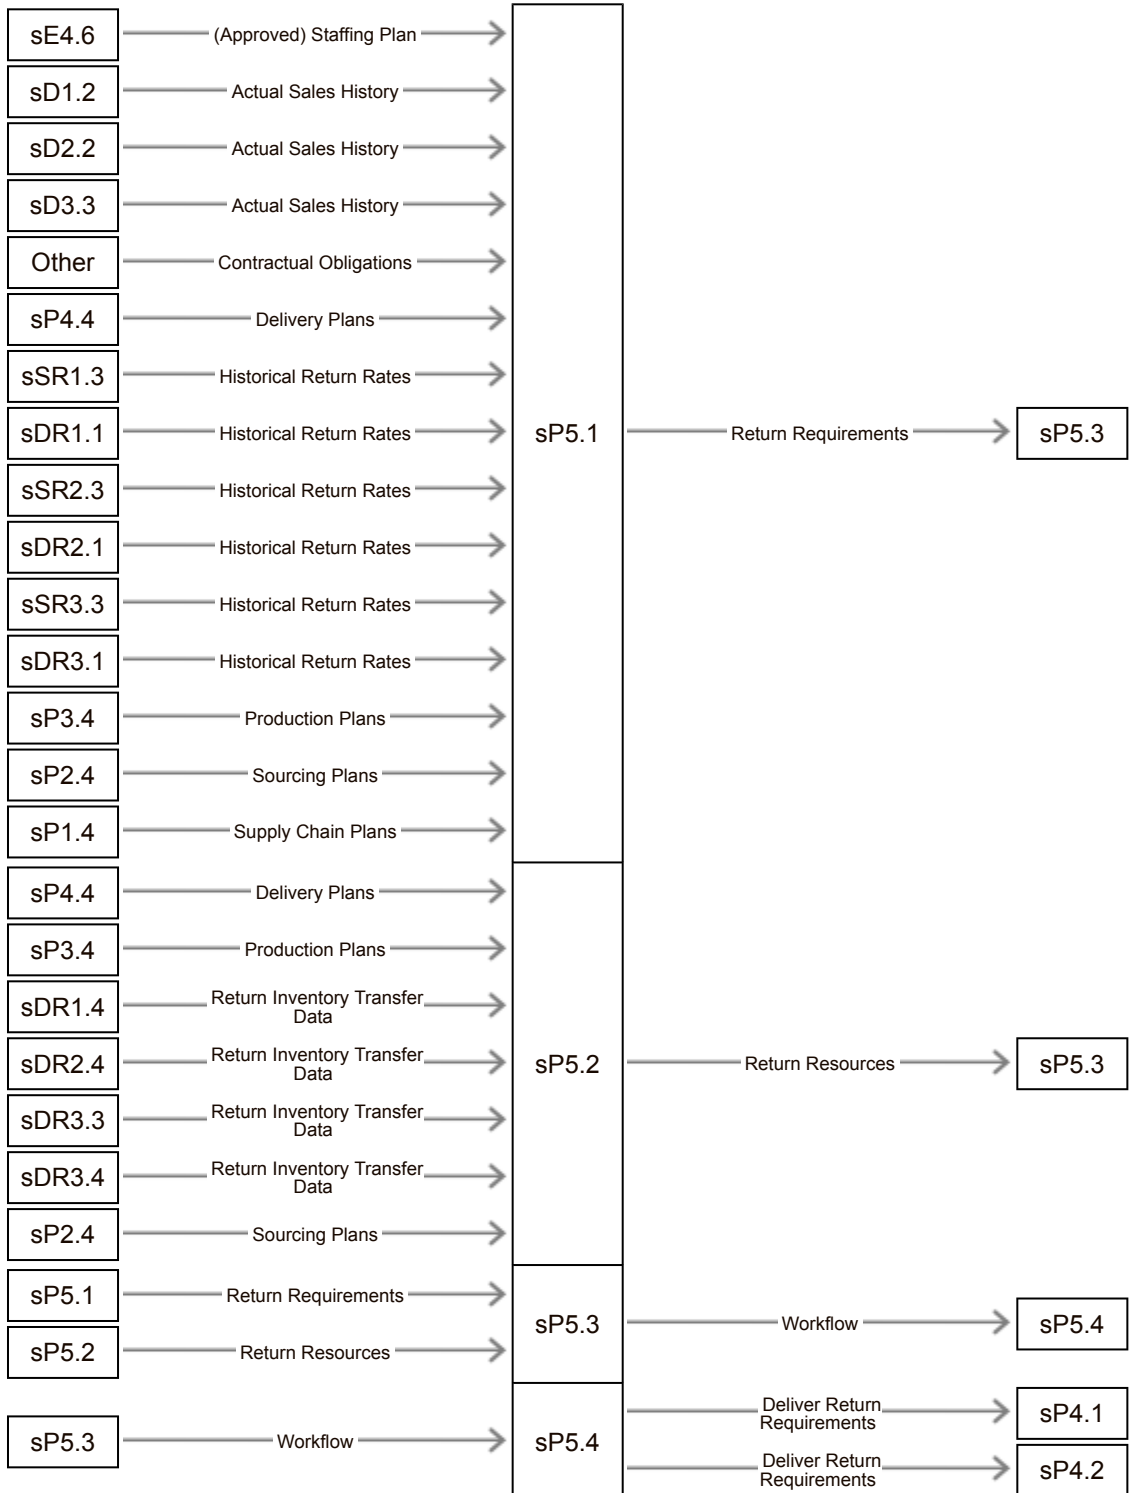 sE4.6
(Approved) Staffing Plan
sD1.2
Actual Sales History
sD2.2
Actual Sales History
sD3.3
Actual Sales History
Other
Contractual Obligations
sP4.4
Delivery Plans
sSR1.3
Historical Return Rates
sDR1.1
Historical Return Rates
sP5.1
Return Requirements
sP5.3
sSR2.3
Historical Return Rates
sDR2.1
Historical Return Rates
sSR3.3
Historical Return Rates
sDR3.1
Historical Return Rates
sP3.4
Production Plans
sP2.4
Sourcing Plans
sP1.4
Supply Chain Plans
sP4.4
Delivery Plans
sP3.4
Production Plans
sDR1.4
Return Inventory Transfer
Data
sDR2.4
Return Inventory Transfer
Data
sP5.2
Return Resources
sP5.3
sDR3.3
Return Inventory Transfer
Data
sDR3.4
Return Inventory Transfer
Data
sP2.4
Sourcing Plans
sP5.1
Return Requirements
sP5.2
Return Resources
sP5.3
Workflow
sP5.4
sP5.3
Workflow
sP5.4
Deliver Return
Requirements
sP4.1
Deliver Return
Requirements
sP4.2